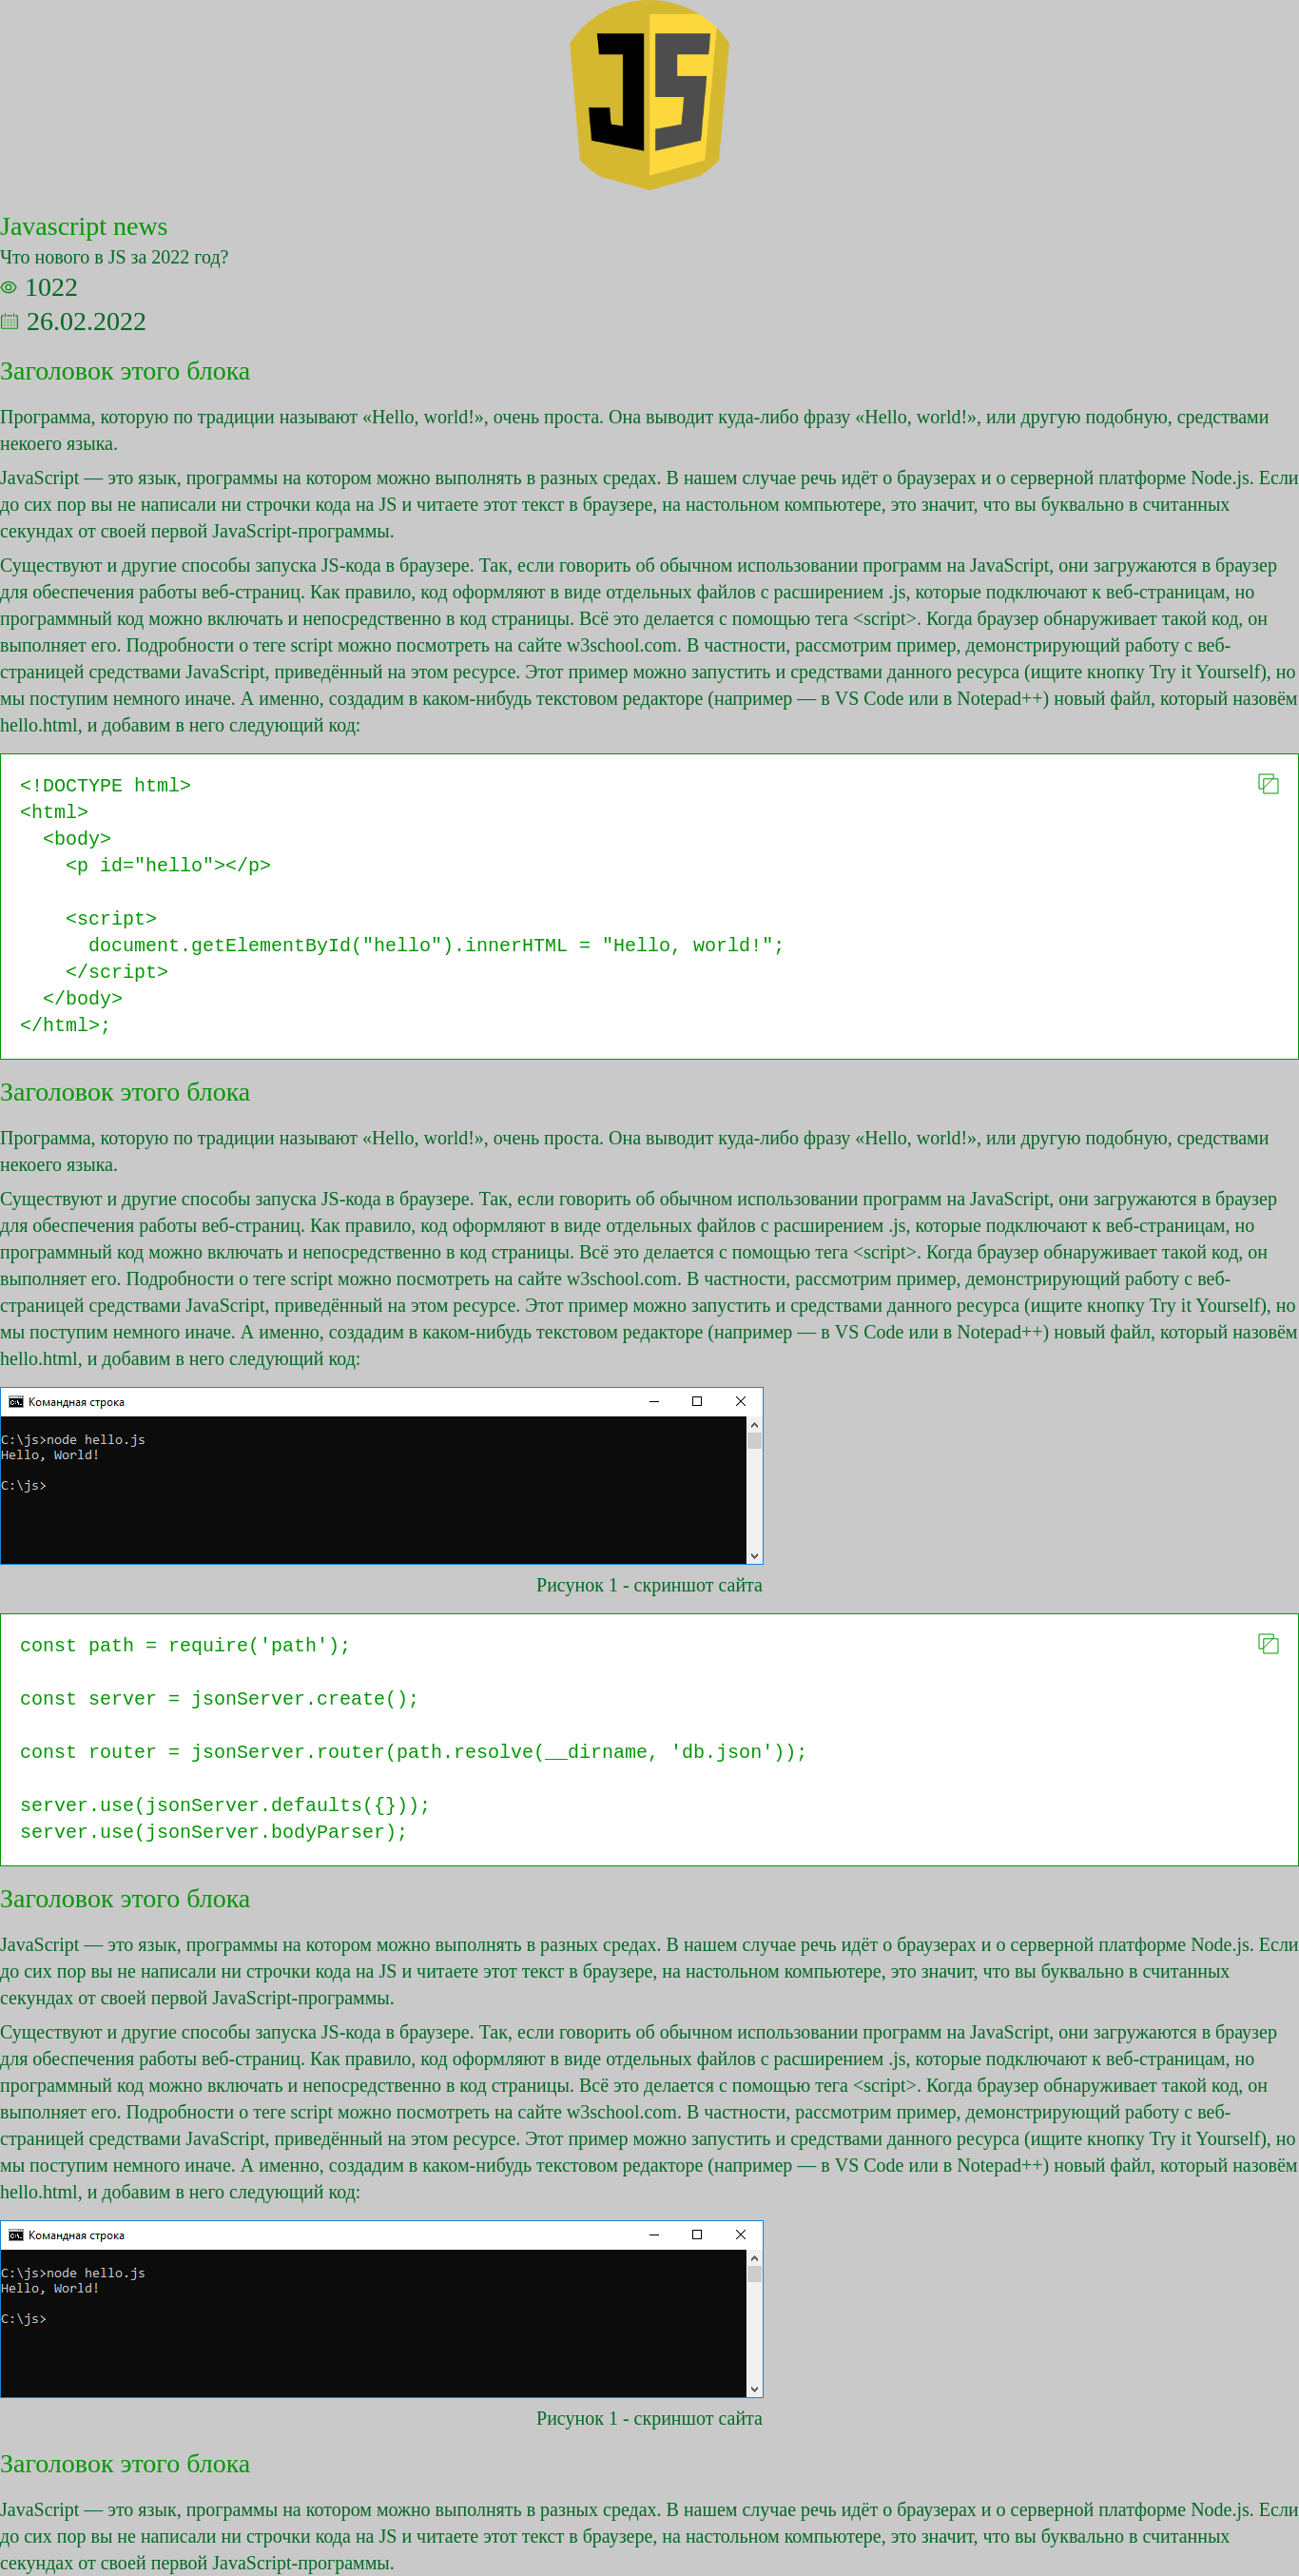 JS
Javascript news
Что нового в JS за 2022 год?
1022
26.02.2022
Заголовок этого блока
Программа, которую по традиции называют «Hello, world!», очень проста. Она выводит куда-либо фразу «Hello, world!», или другую подобную, средствами
некоего языка.
JavaScript — это язык, программы на котором можно выполнять в разных средах. В нашем случае речь идёт о браузерах и о серверной платформе Node.js. Если
до сих пор вы не написали ни строчки кода на JS и читаете этот текст в браузере, на настольном компьютере, это значит, что вы буквально в считанных
секундах от своей первой JavaScript-программы.
Существуют и другие способы запуска JS-кода в браузере. Так, если говорить об обычном использовании программ на JavaScript, они загружаются в браузер
для обеспечения работы веб-страниц. Как правило, код оформляют в виде отдельных файлов с расширением .js, которые подключают к веб-страницам, но
программный код можно включать и непосредственно в код страницы. Всё это делается с помощью тега <script>. Когда браузер обнаруживает такой код, он
выполняет его. Подробности о теге script можно посмотреть на сайте w3school.com. В частности, рассмотрим пример, демонстрирующий работу с веб-
страницей средствами JavaScript, приведённый на этом ресурсе. Этот пример можно запустить и средствами данного ресурса (ищите кнопку Try it Yourself), но
мы поступим немного иначе. А именно, создадим в каком-нибудь текстовом редакторе (например — в VS Code или в Notepad++) новый файл, который назовём
hello.html, и добавим в него следующий код:
<!DOCTYPE html>
<html>
  <body>
    <p id="hello"></p>

    <script>
      document.getElementById("hello").innerHTML = "Hello, world!";
    </script>
  </body>
</html>;
Заголовок этого блока
Программа, которую по традиции называют «Hello, world!», очень проста. Она выводит куда-либо фразу «Hello, world!», или другую подобную, средствами
некоего языка.
Существуют и другие способы запуска JS-кода в браузере. Так, если говорить об обычном использовании программ на JavaScript, они загружаются в браузер
для обеспечения работы веб-страниц. Как правило, код оформляют в виде отдельных файлов с расширением .js, которые подключают к веб-страницам, но
программный код можно включать и непосредственно в код страницы. Всё это делается с помощью тега <script>. Когда браузер обнаруживает такой код, он
выполняет его. Подробности о теге script можно посмотреть на сайте w3school.com. В частности, рассмотрим пример, демонстрирующий работу с веб-
страницей средствами JavaScript, приведённый на этом ресурсе. Этот пример можно запустить и средствами данного ресурса (ищите кнопку Try it Yourself), но
мы поступим немного иначе. А именно, создадим в каком-нибудь текстовом редакторе (например — в VS Code или в Notepad++) новый файл, который назовём
hello.html, и добавим в него следующий код:
Командная строка
C:\js>node hello.js
Hello, World!
C:\js>
Рисунок 1 - скриншот сайта
const path = require('path');

const server = jsonServer.create();

const router = jsonServer.router(path.resolve(__dirname, 'db.json'));

server.use(jsonServer.defaults({}));
server.use(jsonServer.bodyParser);
Заголовок этого блока
JavaScript — это язык, программы на котором можно выполнять в разных средах. В нашем случае речь идёт о браузерах и о серверной платформе Node.js. Если
до сих пор вы не написали ни строчки кода на JS и читаете этот текст в браузере, на настольном компьютере, это значит, что вы буквально в считанных
секундах от своей первой JavaScript-программы.
Существуют и другие способы запуска JS-кода в браузере. Так, если говорить об обычном использовании программ на JavaScript, они загружаются в браузер
для обеспечения работы веб-страниц. Как правило, код оформляют в виде отдельных файлов с расширением .js, которые подключают к веб-страницам, но
программный код можно включать и непосредственно в код страницы. Всё это делается с помощью тега <script>. Когда браузер обнаруживает такой код, он
выполняет его. Подробности о теге script можно посмотреть на сайте w3school.com. В частности, рассмотрим пример, демонстрирующий работу с веб-
страницей средствами JavaScript, приведённый на этом ресурсе. Этот пример можно запустить и средствами данного ресурса (ищите кнопку Try it Yourself), но
мы поступим немного иначе. А именно, создадим в каком-нибудь текстовом редакторе (например — в VS Code или в Notepad++) новый файл, который назовём
hello.html, и добавим в него следующий код:
Командная строка
C:\js>node hello.js
Hello, World!
C:\js>
Рисунок 1 - скриншот сайта
Заголовок этого блока
JavaScript — это язык, программы на котором можно выполнять в разных средах. В нашем случае речь идёт о браузерах и о серверной платформе Node.js. Если
до сих пор вы не написали ни строчки кода на JS и читаете этот текст в браузере, на настольном компьютере, это значит, что вы буквально в считанных
секундах от своей первой JavaScript-программы.